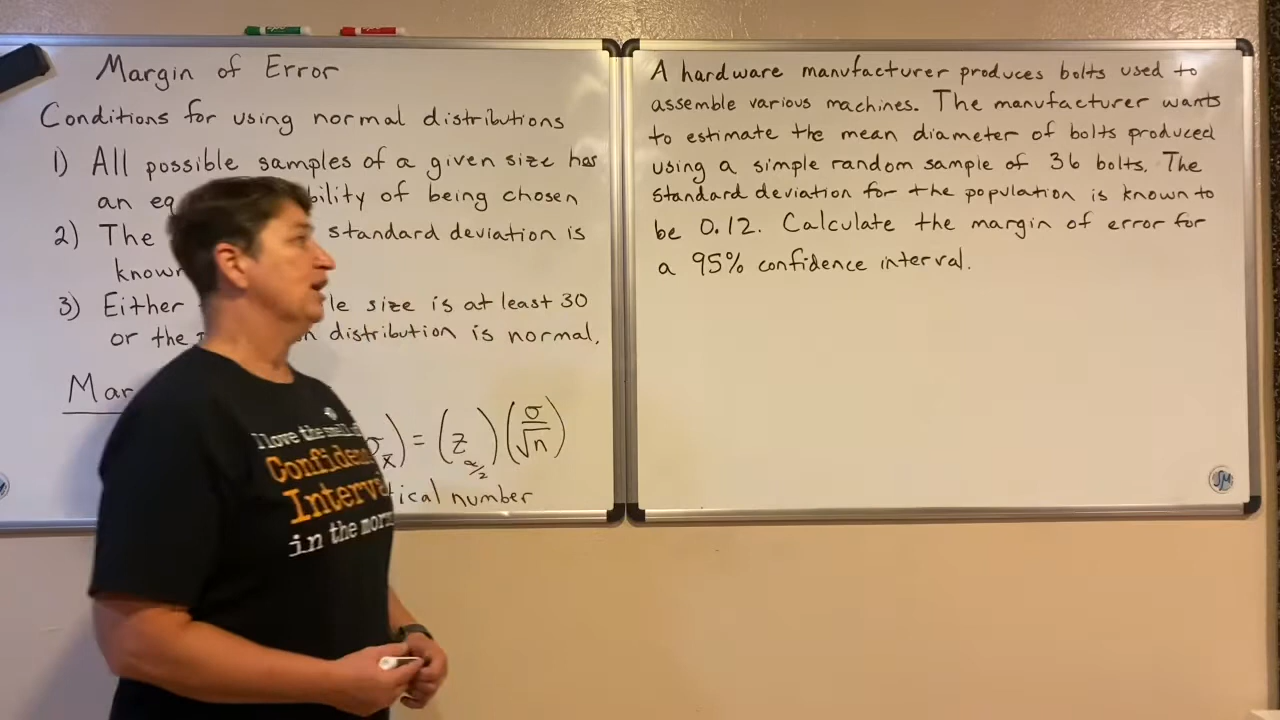 Margin of Error
Conditions for using normal distributions
1) All possible samples of a given size has
an bility of being chosen
2) The standard deviation is
known
3) Either le size is at least 30
or the distribution is normal.
Mar
) = (z α/2) (σ/√n)
ical number
A hardware manufacturer produces bolts used to
assemble various machines. The manufacturer wants
to estimate the mean diameter of bolts produced
using a simple random sample of 36 bolts. The
standard deviation for the population is known to
be 0.12. Calculate the margin of error for
a 95% confidence interval.
I love the smell of
Confidence
Interva
in the morn
SM